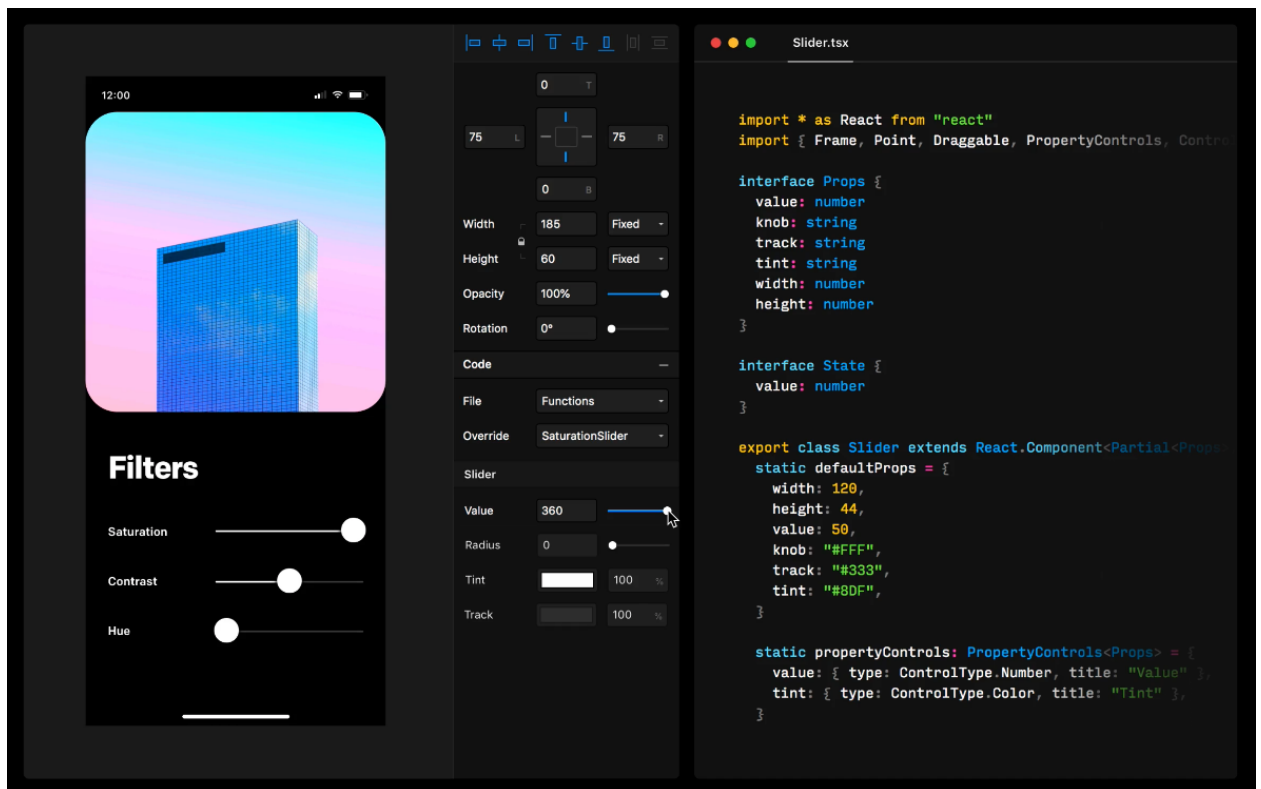 12:00
Filters
Saturation
Contrast
Hue
0 T
75 L 75 R
0 B
Width 185 Fixed
Height 60 Fixed
Opacity 100%
Rotation 0°
Code
File Functions
Override SaturationSlider
Slider
Value 360
Radius 0
Tint 100 %
Track 100 %
Slider.tsx
import * as React from "react"
import { Frame, Point, Draggable, PropertyControls, Contro
interface Props {
value: number
knob: string
track: string
tint: string
width: number
height: number
}
interface State {
value: number
}
export class Slider extends React.Component<Partial<Props>
static defaultProps = {
width: 120,
height: 44,
value: 50,
knob: "#FFF",
track: "#333",
tint: "#8DF",
}
static propertyControls: PropertyControls<Props> = {
value: { type: ControlType.Number, title: "Value" },
tint: { type: ControlType.Color, title: "Tint" },
}